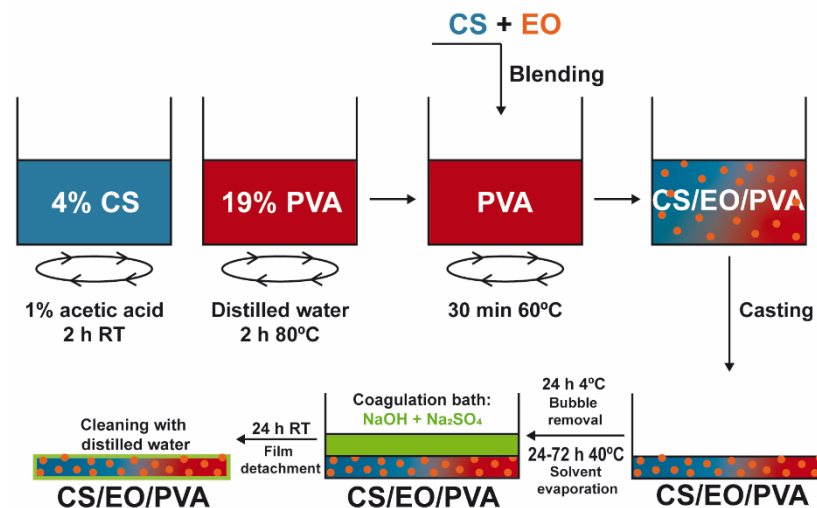 CS + EO
Blending
4% CS
19% PVA
PVA
CS/EO/PVA
1% acetic acid
2 h RT
Distilled water
2 h 80ºC
30 min 60ºC
Casting
24 h 4ºC
Bubble
removal
24-72 h 40ºC
Solvent
evaporation
CS/EO/PVA
Coagulation bath:
NaOH + Na₂SO₄
CS/EO/PVA
24 h RT
Film
detachment
Cleaning with
distilled water
CS/EO/PVA